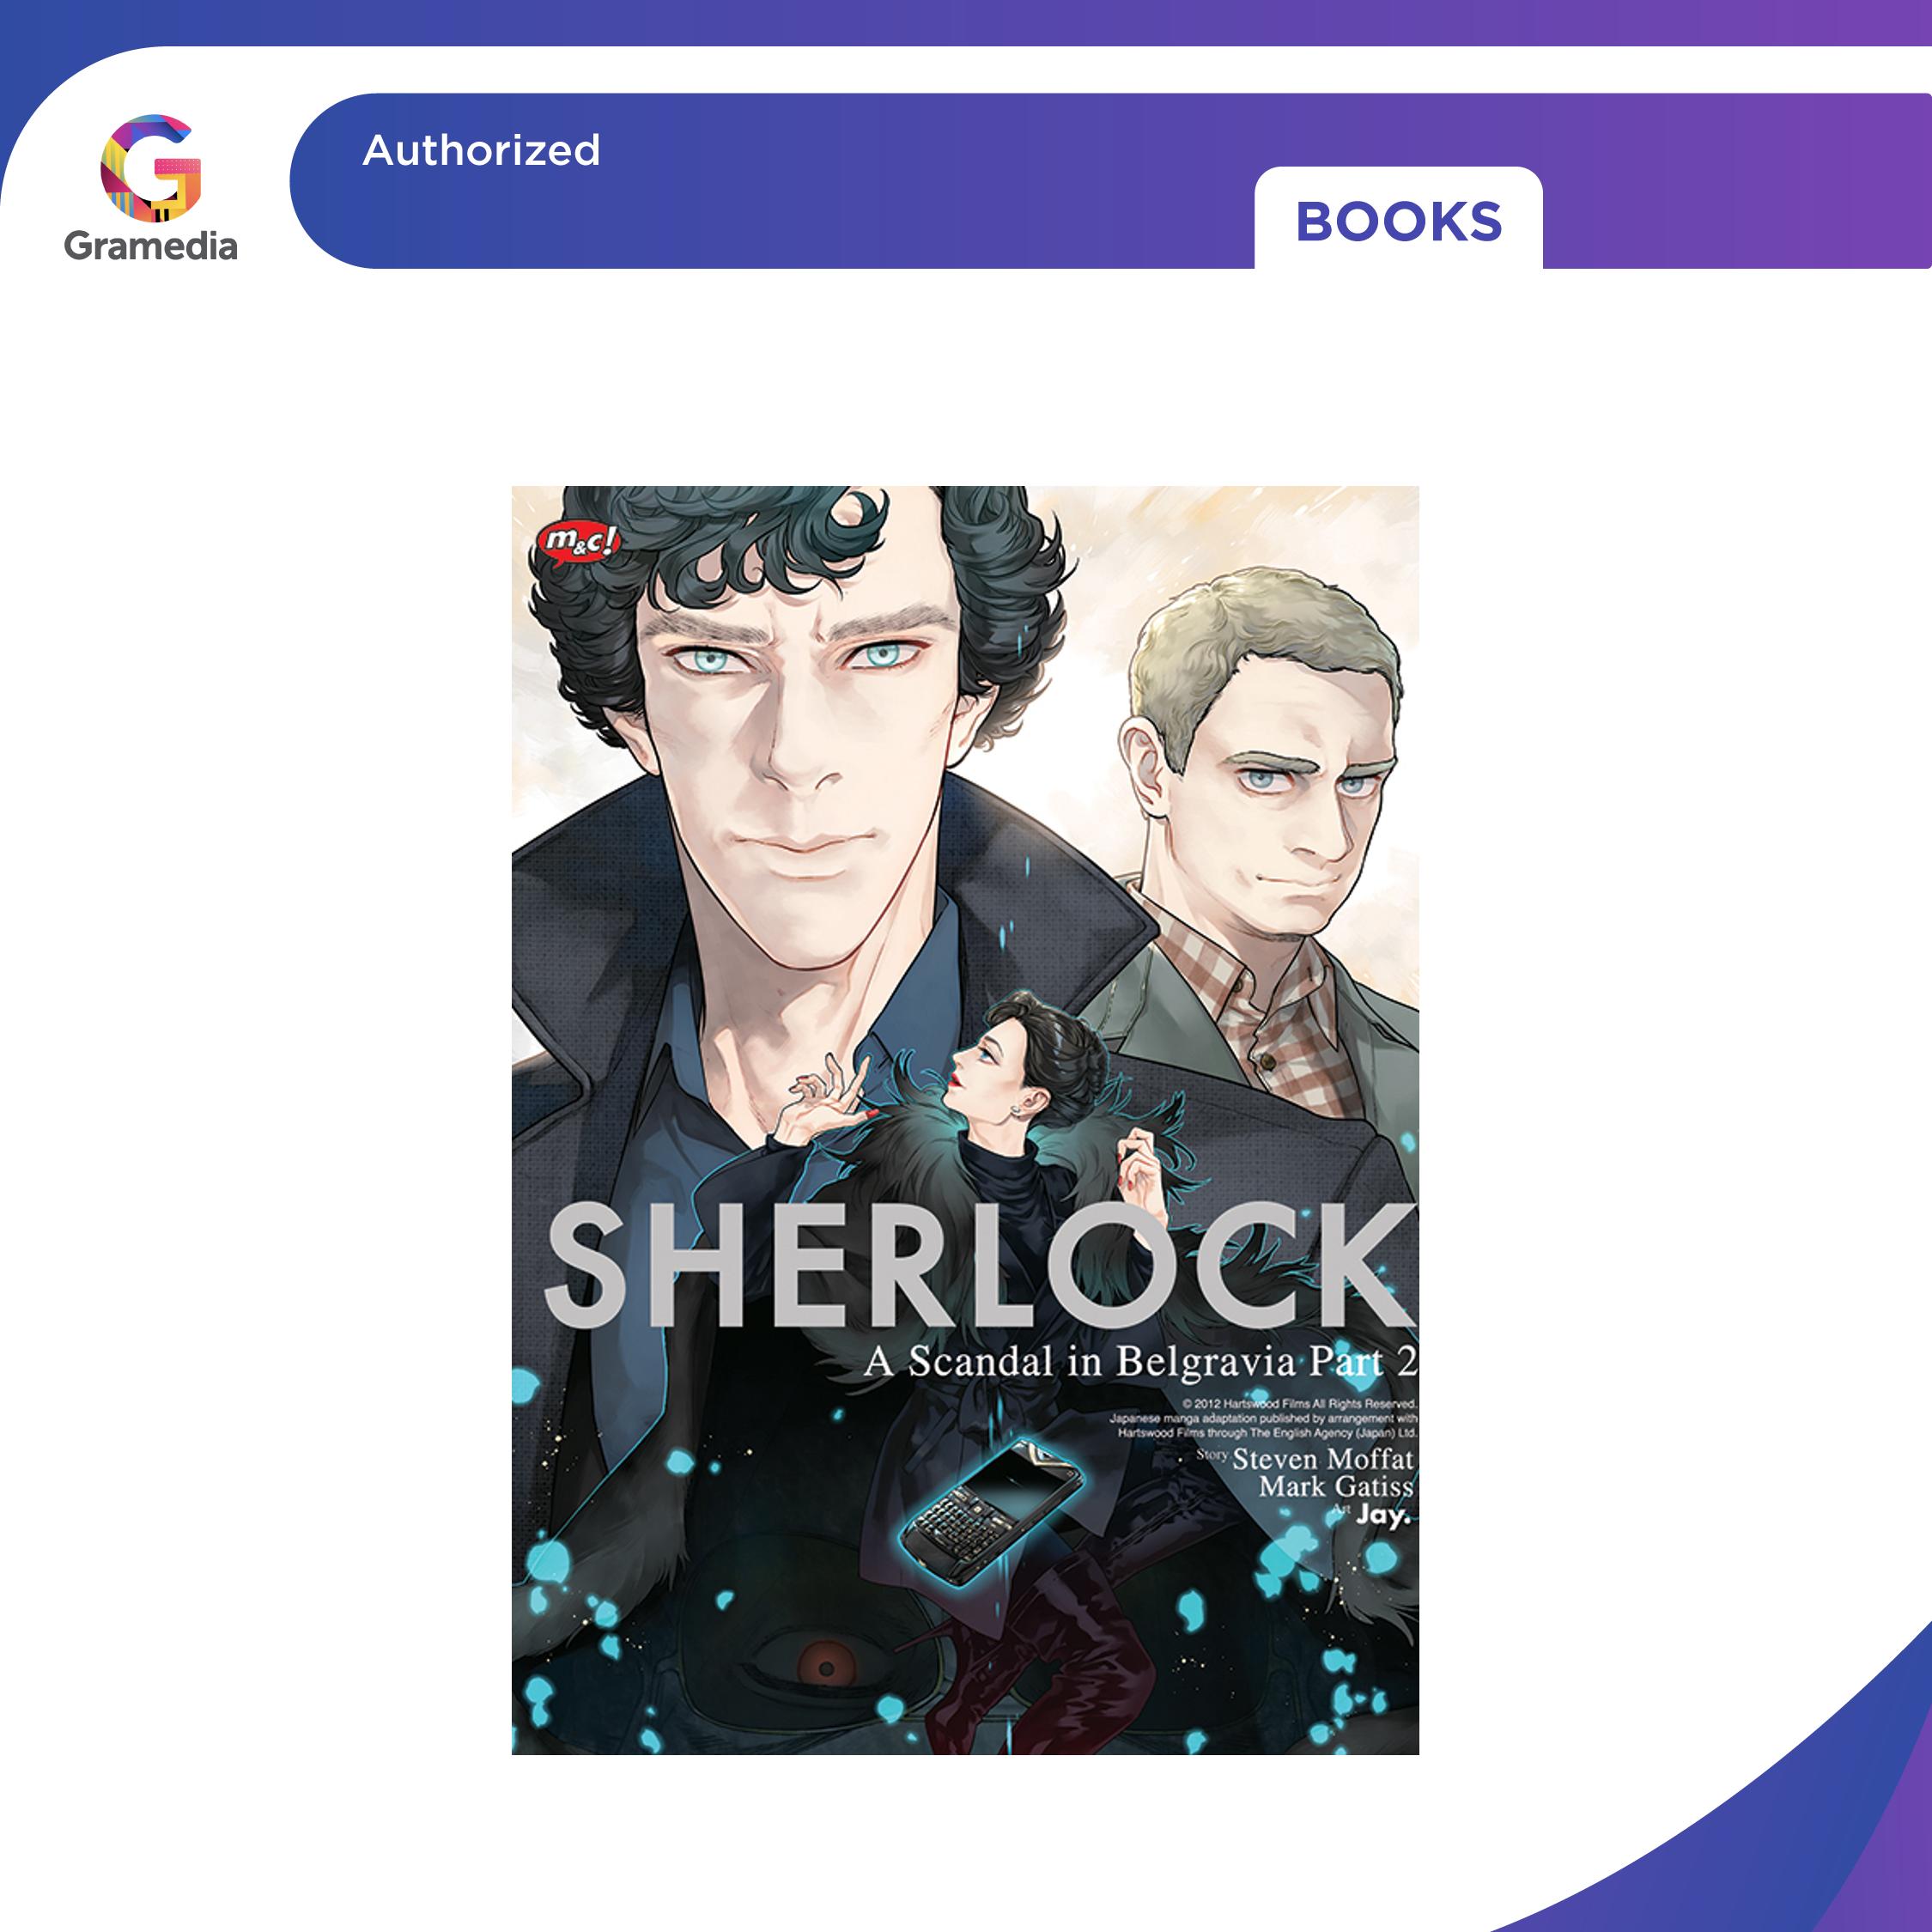 Authorized
BOOKS
Gramedia
m&c!
SHERLOCK
A Scandal in Belgravia Part 2
© 2012 Hartswood Films All Rights Reserved.
Japanese manga adaptation published by arrangement with
Hartswood Films through The English Agency (Japan) Ltd.
Story Steven Moffat
Mark Gatiss
Art Jay.